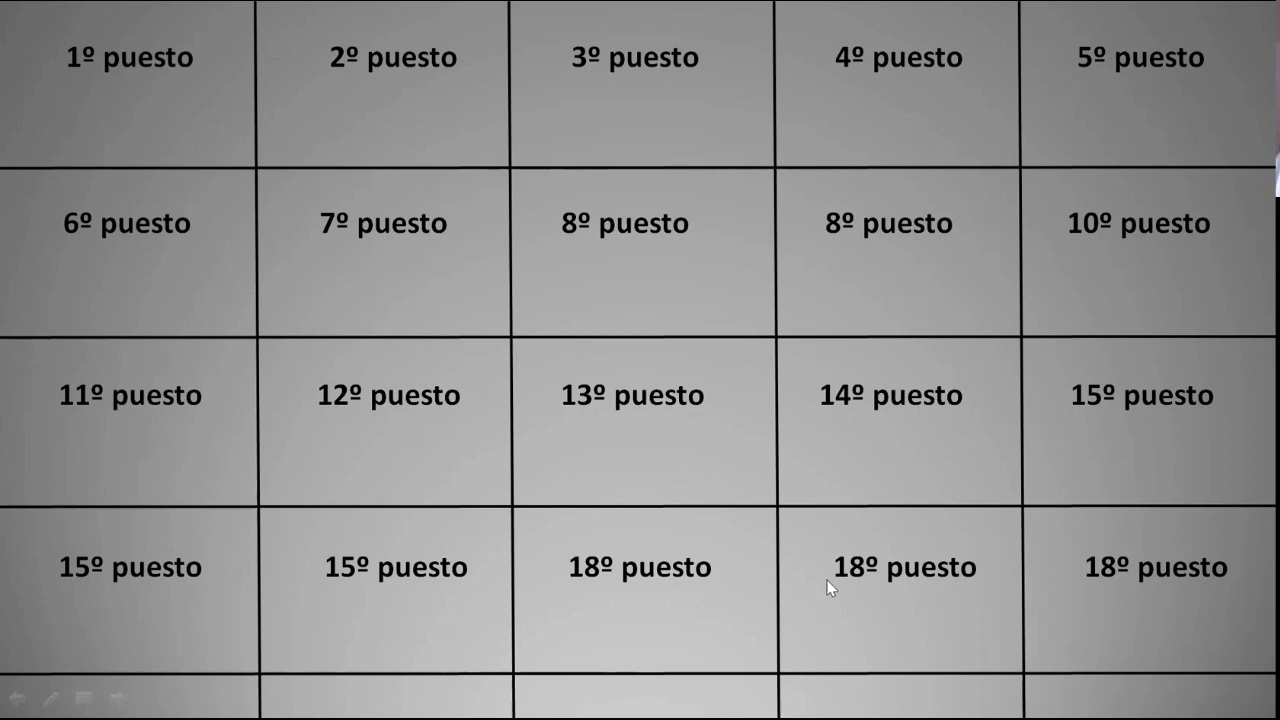 1º puesto 2º puesto 3º puesto 4º puesto 5º puesto
6º puesto 7º puesto 8º puesto 8º puesto 10º puesto
11º puesto 12º puesto 13º puesto 14º puesto 15º puesto
15º puesto 15º puesto 18º puesto 18º puesto 18º puesto